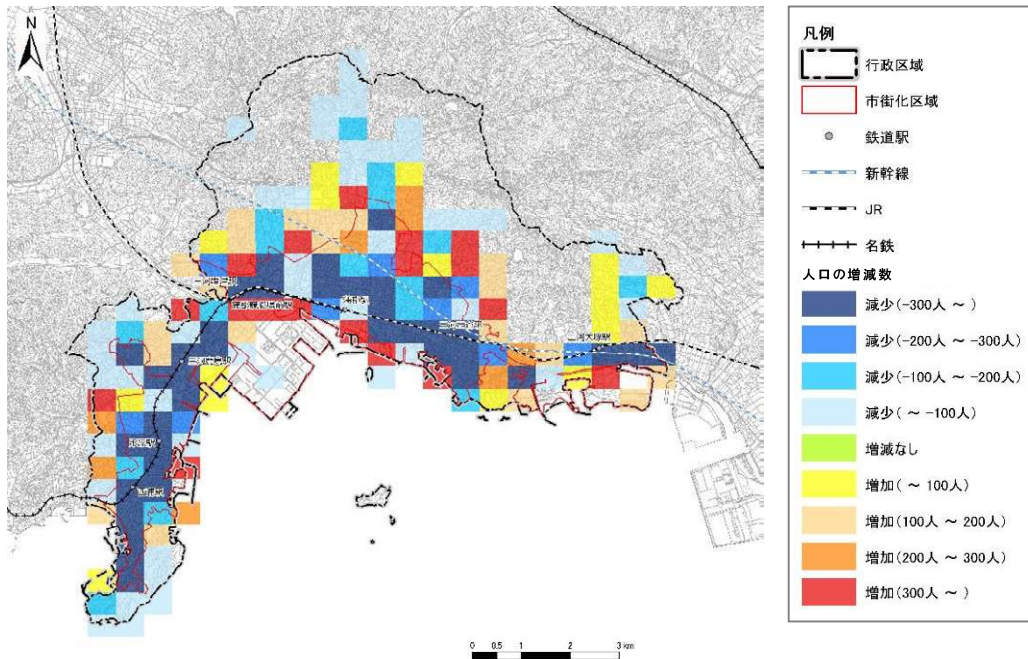 N
凡例
行政区域
市街化区域
鉄道駅
新幹線
JR
名鉄
人口の増減数
減少(-300人 ~ )
減少(-200人 ~ -300人)
減少(-100人 ~ -200人)
減少( ~ -100人)
増減なし
増加( ~ 100人)
増加(100人 ~ 200人)
増加(200人 ~ 300人)
増加(300人 ~ )
三河大塚駅
0 0.5 1 2 3 km